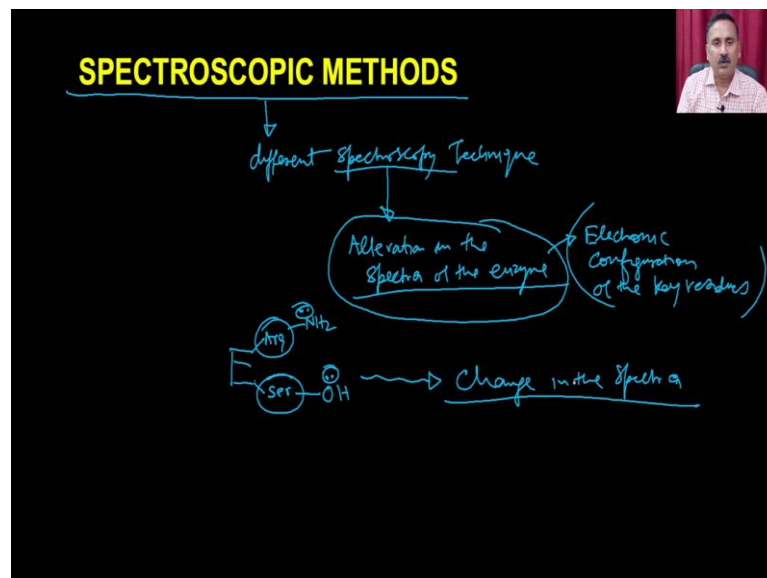 SPECTROSCOPIC METHODS
different spectroscopy Technique
Alteration in the
spectra of the enzyme
Electronic
configuration
of the key residues
Arg NH2
Ser OH
Change in the spectra